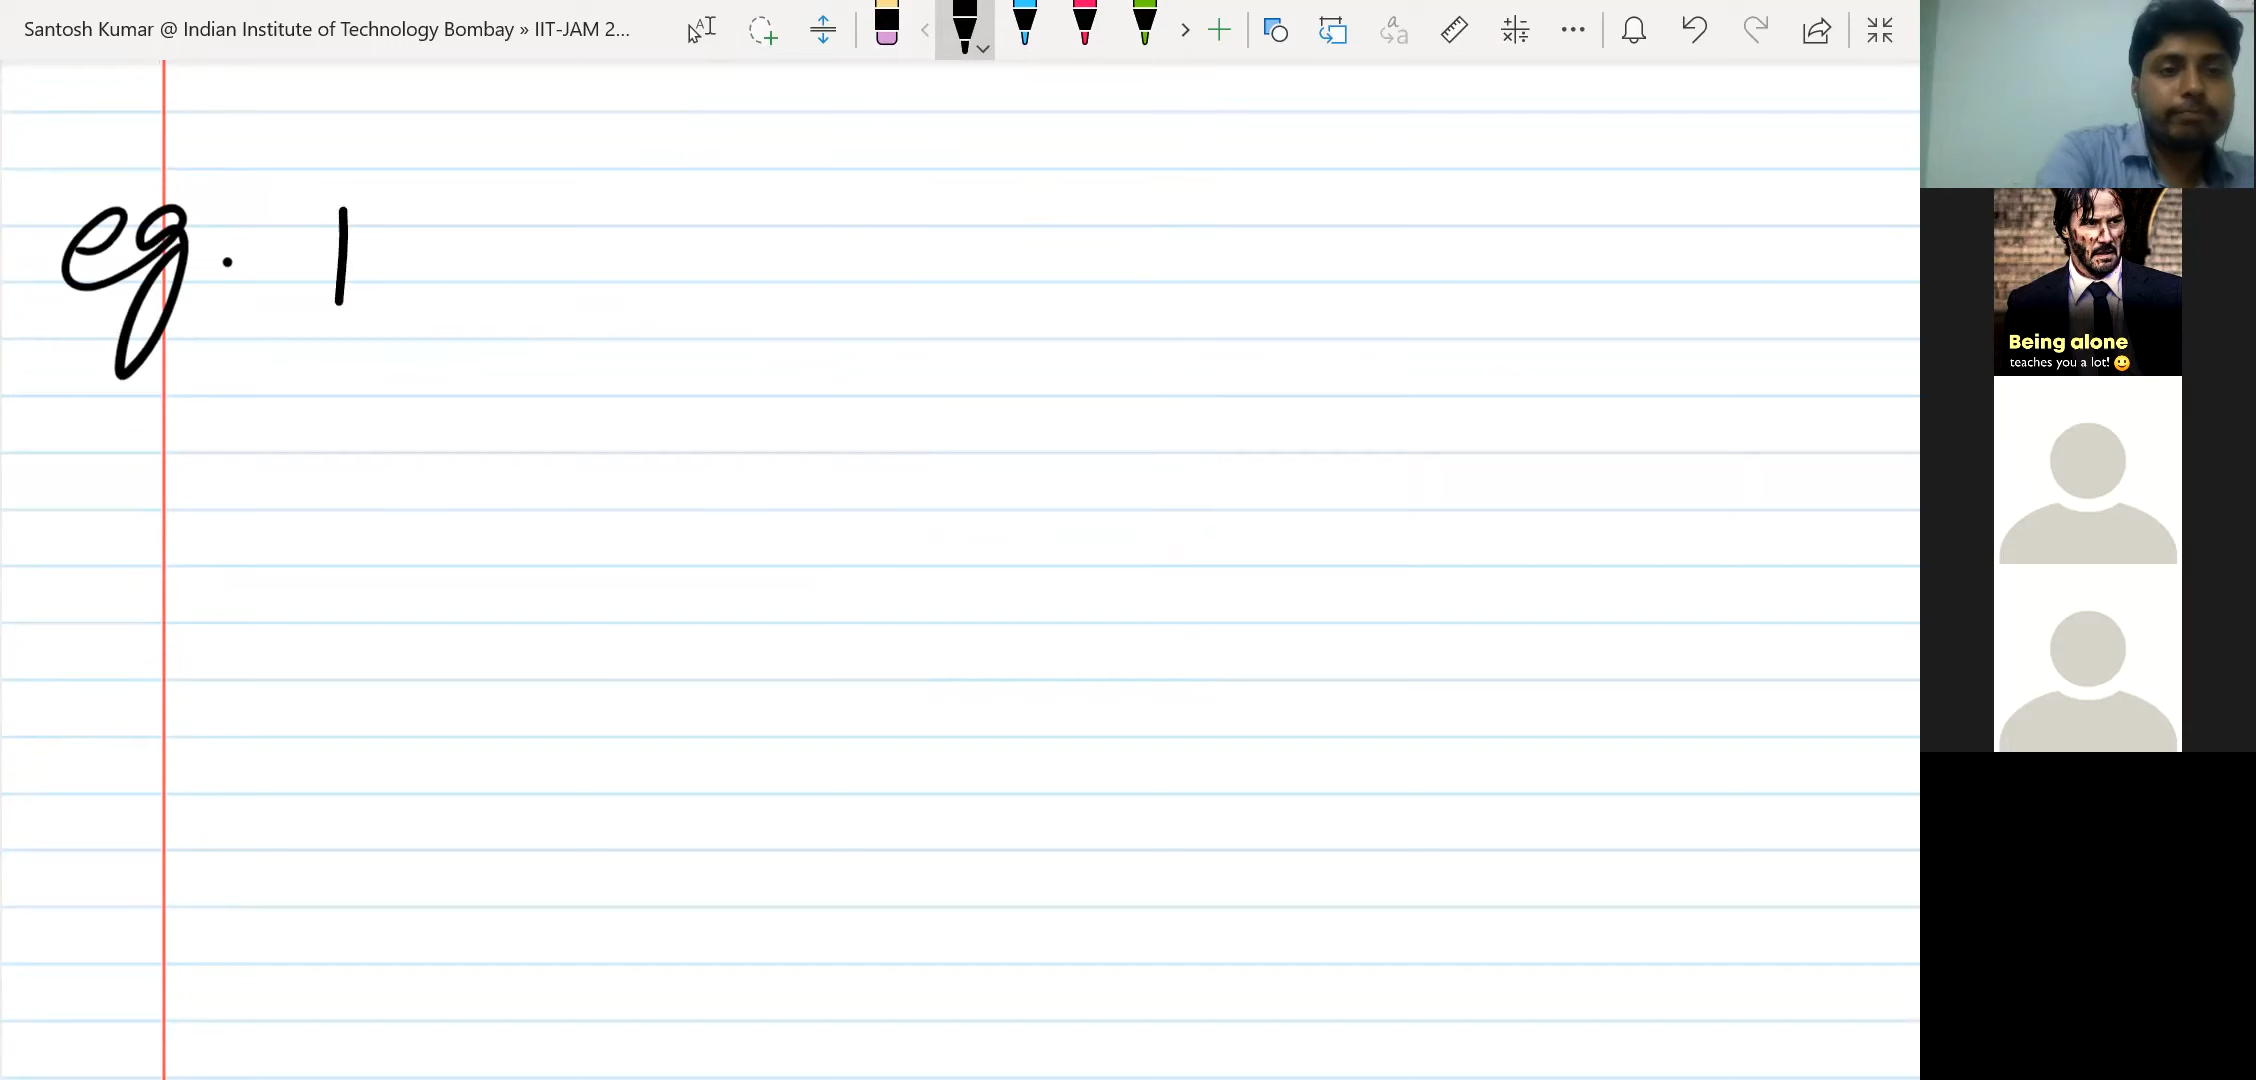 Santosh Kumar @ Indian Institute of Technology Bombay » IIT-JAM 2...
eg. 1
Being alone
teaches you a lot! 😀